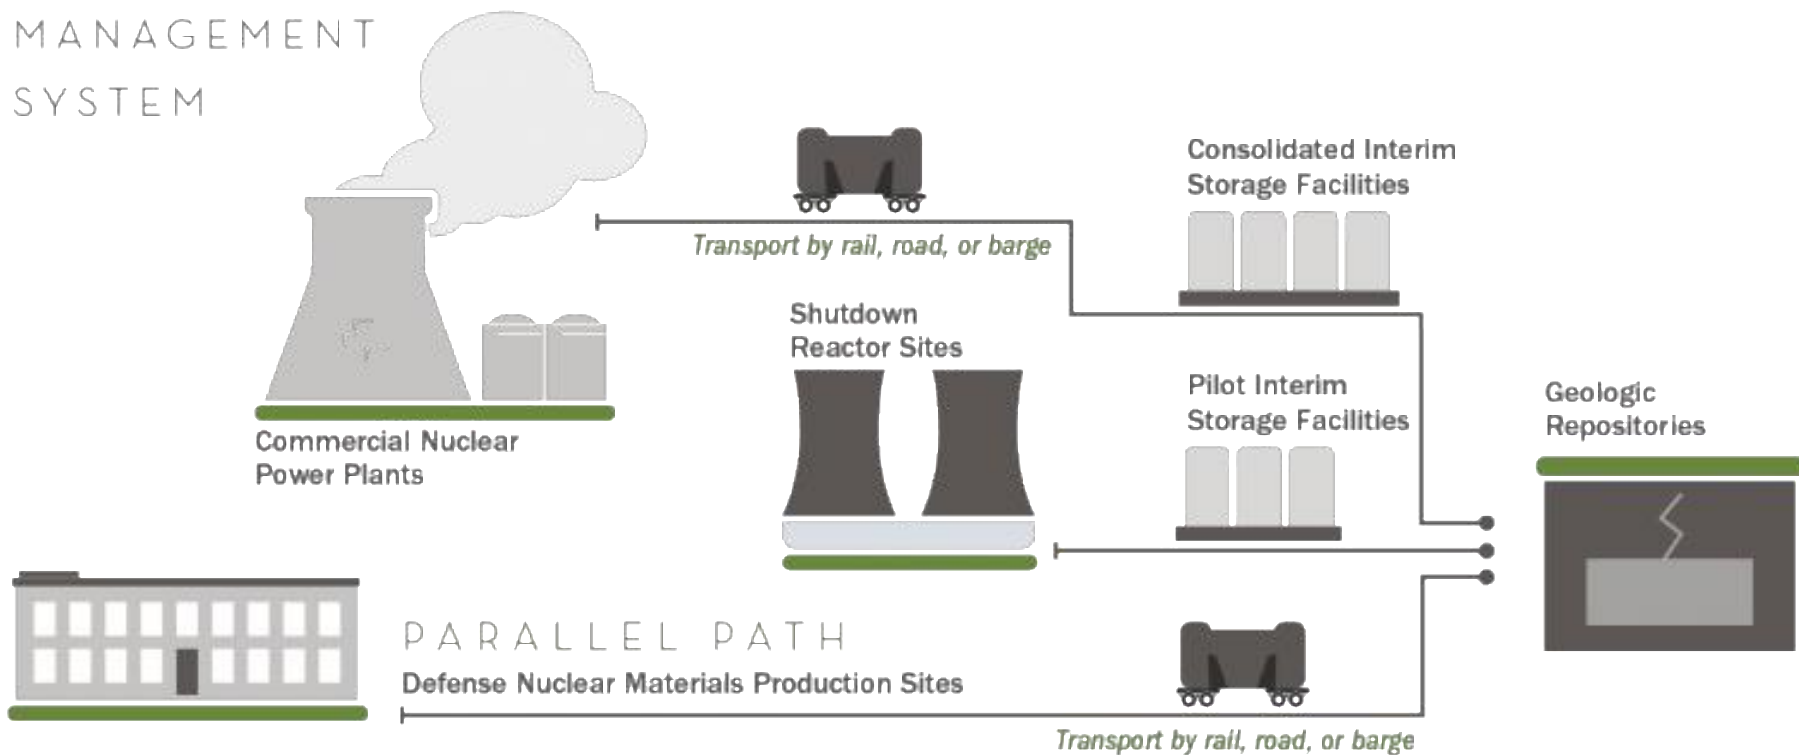 MANAGEMENT
SYSTEM
Consolidated Interim
Storage Facilities
Transport by rail, road, or barge
Shutdown
Reactor Sites
Pilot Interim
Storage Facilities
Geologic
Repositories
Commercial Nuclear
Power Plants
PARALLEL PATH
Defense Nuclear Materials Production Sites
Transport by rail, road, or barge